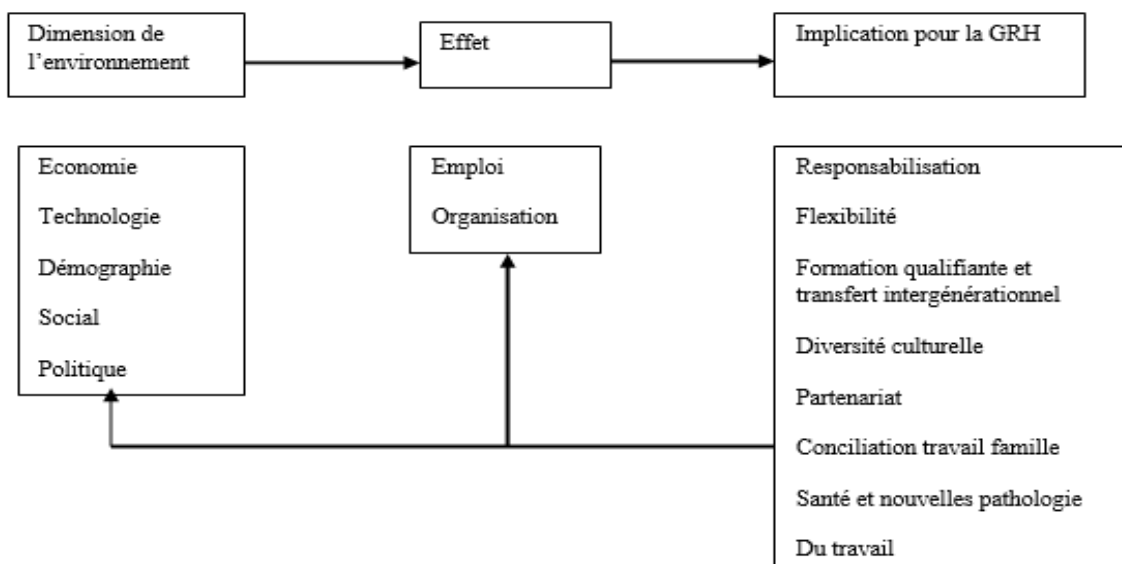 Dimension de
l'environnement
Effet
Implication pour la GRH
Economie
Technologie
Démographie
Social
Politique
Emploi
Organisation
Responsabilisation
Flexibilité
Formation qualifiante et
transfert intergénérationnel
Diversité culturelle
Partenariat
Conciliation travail famille
Santé et nouvelles pathologie
Du travail